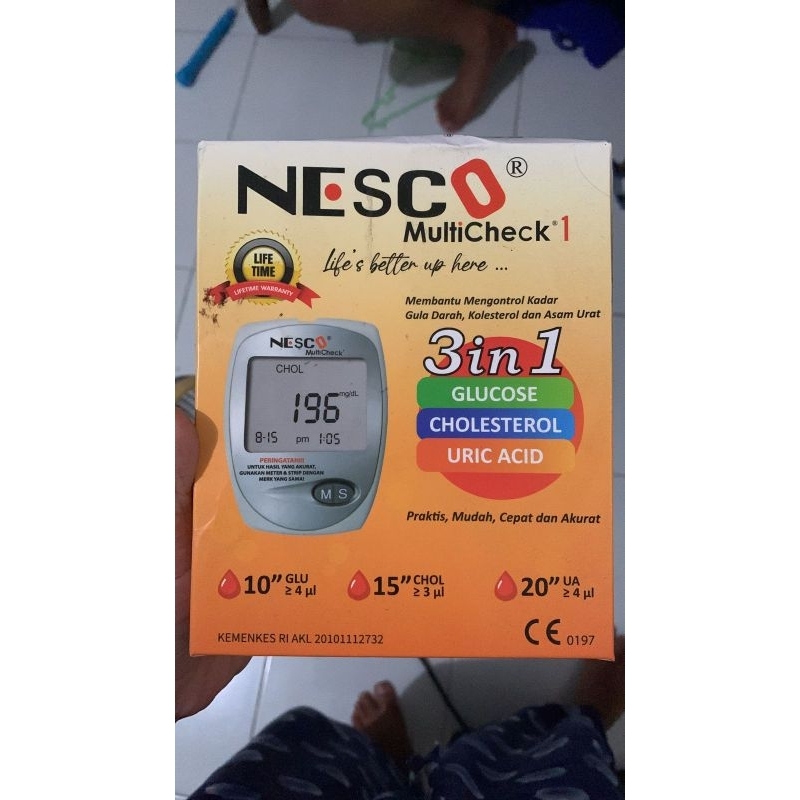 NESCO®
MultiCheck® 1
Life's better up here ...
LIFE
TIME
LIFETIME WARRANTY
Membantu Mengontrol Kadar
Gula Darah, Kolesterol dan Asam Urat
3 in 1
GLUCOSE
CHOLESTEROL
URIC ACID
NESCO®
MultiCheck®
CHOL
196 mg/dL
8-15 pm 1:05
PERINGATAN!!
UNTUK HASIL YANG AKURAT,
GUNAKAN METER & STRIP DENGAN
MERK YANG SAMA!
M S
Praktis, Mudah, Cepat dan Akurat
10” GLU ≥ 4 µl
15” CHOL ≥ 3 µl
20” UA ≥ 4 µl
KEMENKES RI AKL 20101112732
CE 0197